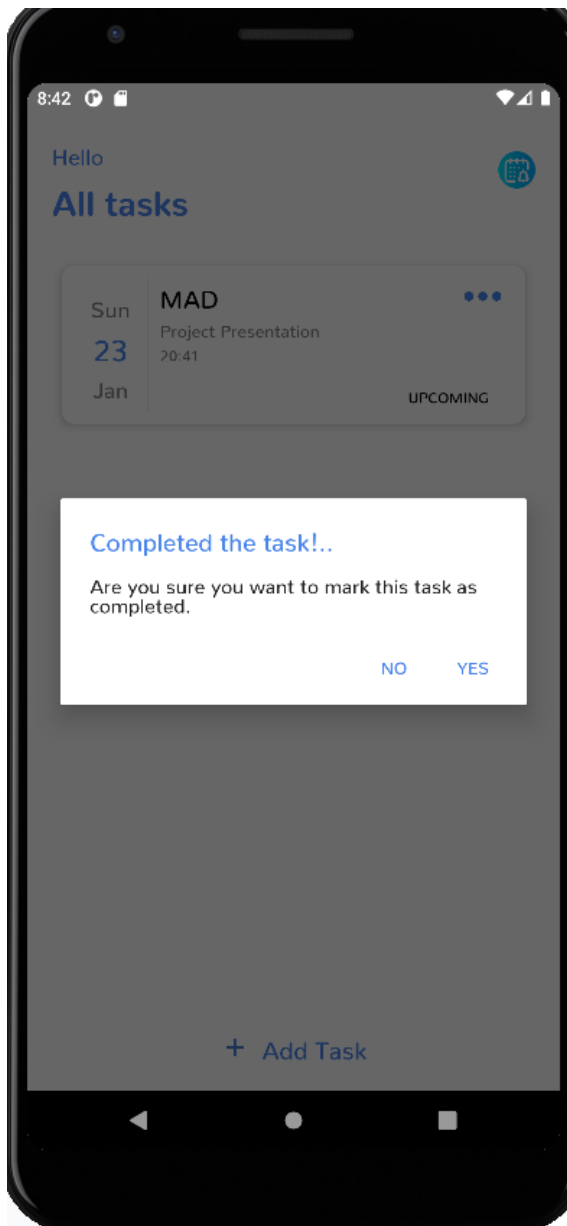 8:42
Hello
All tasks
Sun
23
Jan
MAD
Project Presentation
20:41
UPCOMING
Completed the task!..
Are you sure you want to mark this task as
completed.
NO YES
+ Add Task